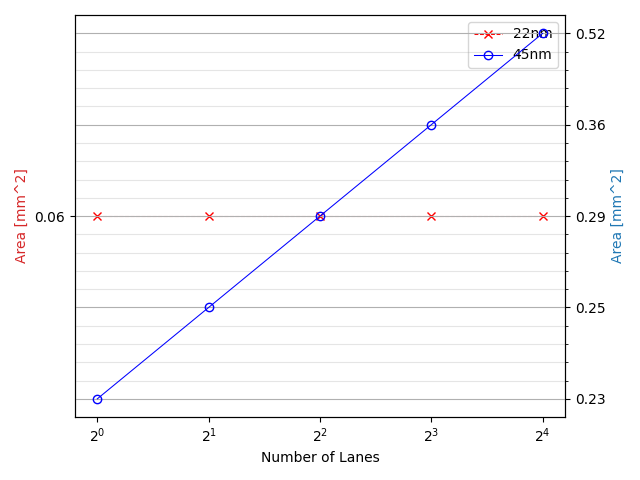 22nm
45nm
0.52
0.36
0.29
0.25
0.23
0.06
Area [mm^2]
Area [mm^2]
2^0 2^1 2^2 2^3 2^4
Number of Lanes